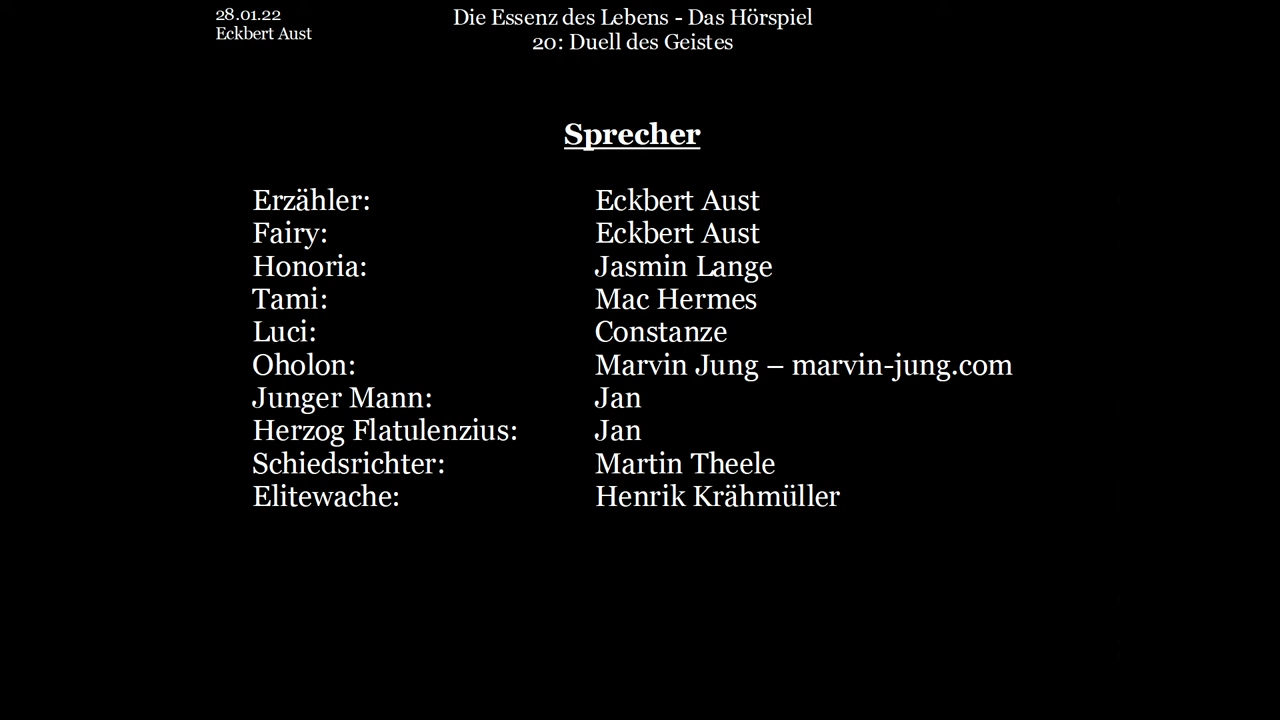 28.01.22
Eckbert Aust
Die Essenz des Lebens - Das Hörspiel
20: Duell des Geistes
Sprecher
Erzähler: Eckbert Aust
Fairy: Eckbert Aust
Honoria: Jasmin Lange
Tami: Mac Hermes
Luci: Constanze
Oholon: Marvin Jung – marvin-jung.com
Junger Mann: Jan
Herzog Flatulenzius: Jan
Schiedsrichter: Martin Theele
Elitewache: Henrik Krähmüller